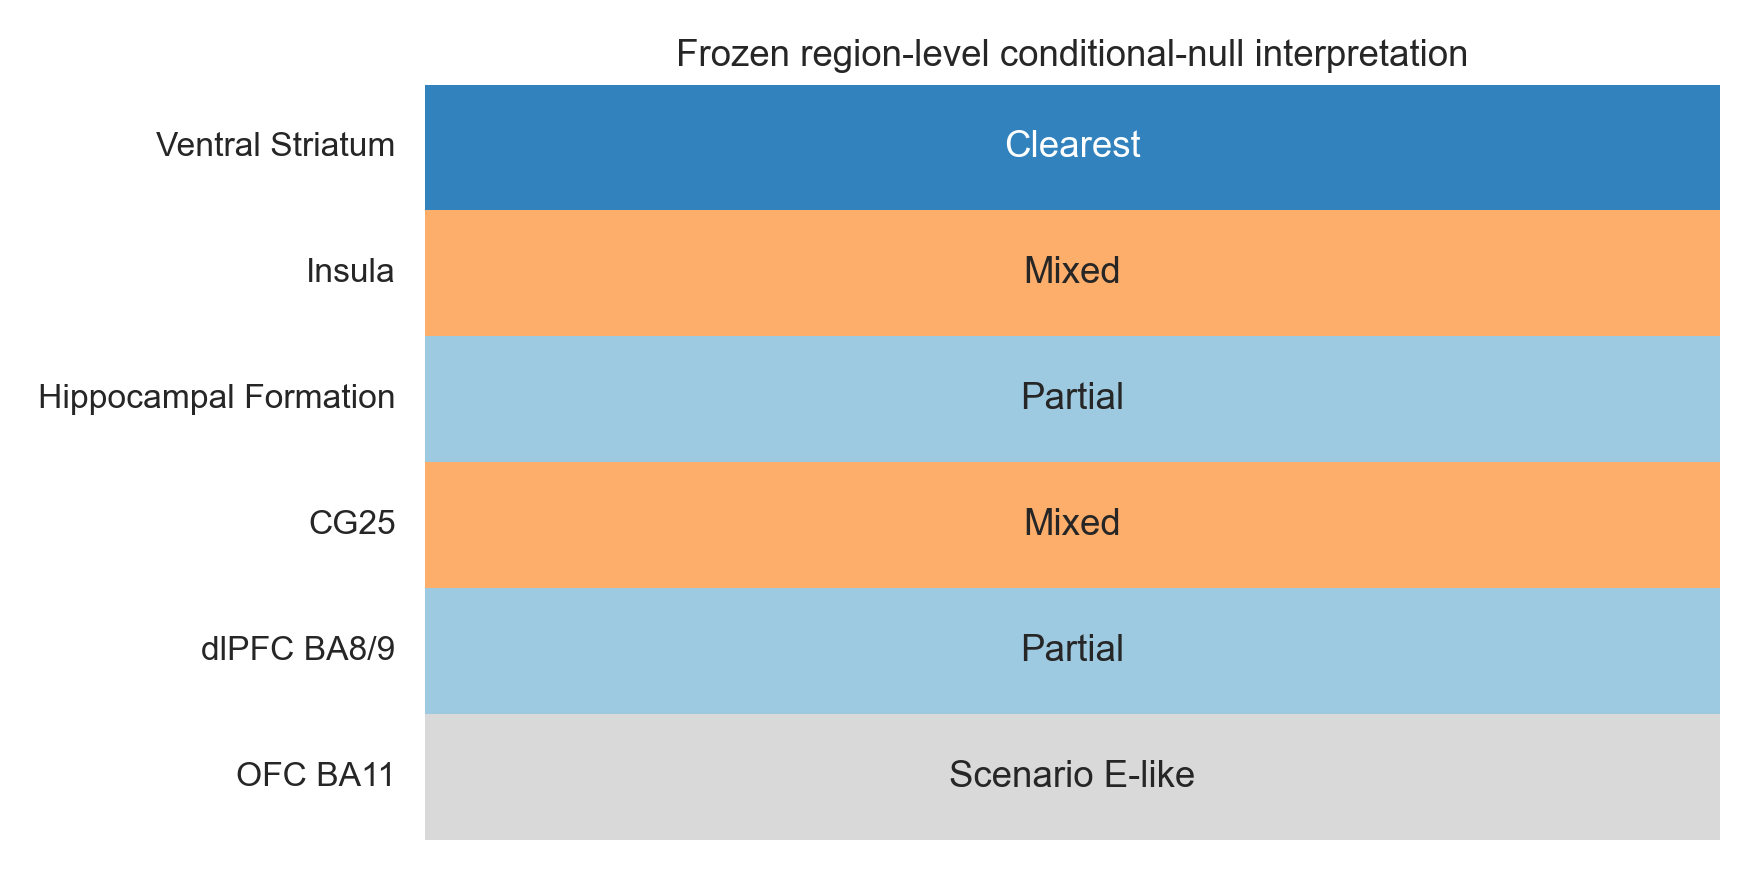 Frozen region-level conditional-null interpretation
Ventral Striatum Clearest
Insula Mixed
Hippocampal Formation Partial
CG25 Mixed
dlPFC BA8/9 Partial
OFC BA11 Scenario E-like